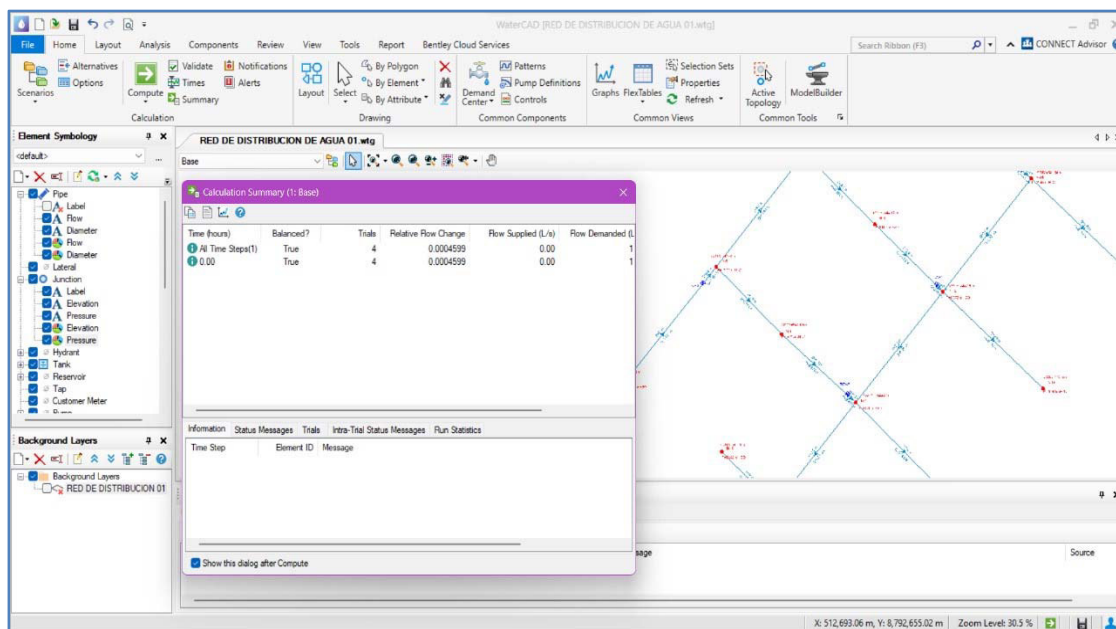 WaterCAD [RED DE DISTRIBUCION DE AGUA 01.wtg]
File Home Layout Analysis Components Review View Tools Report Bentley Cloud Services Search Ribbon (F3) CONNECT Advisor
Scenarios Alternatives Options Compute Validate Times Summary Notifications Alerts
Calculation
Layout Select By Polygon By Element By Attribute
Drawing
Demand Center Patterns Pump Definitions Controls
Common Components
Graphs FlexTables Selection Sets Properties Refresh
Common Views
Active Topology ModelBuilder
Common Tools
Element Symbology
<default>
Pipe
Label
Flow
Diameter
Flow
Diameter
Lateral
Junction
Label
Elevation
Pressure
Elevation
Pressure
Hydrant
Tank
Reservoir
Tap
Customer Meter
Background Layers
Background Layers
RED DE DISTRIBUCION 01
RED DE DISTRIBUCION DE AGUA 01.wtg
Base
Calculation Summary (1: Base)
Time (hours) Balanced? Trials Relative Flow Change Flow Supplied (L/s) Flow Demanded (L
All Time Steps(1) True 4 0.0004599 0.00 1
0.00 True 4 0.0004599 0.00 1
Information Status Messages Trials Intra-Trial Status Messages Run Statistics
Time Step Element ID Message
Show this dialog after Compute
Source
X: 512,693.06 m, Y: 8,792,655.02 m Zoom Level: 30.5 %